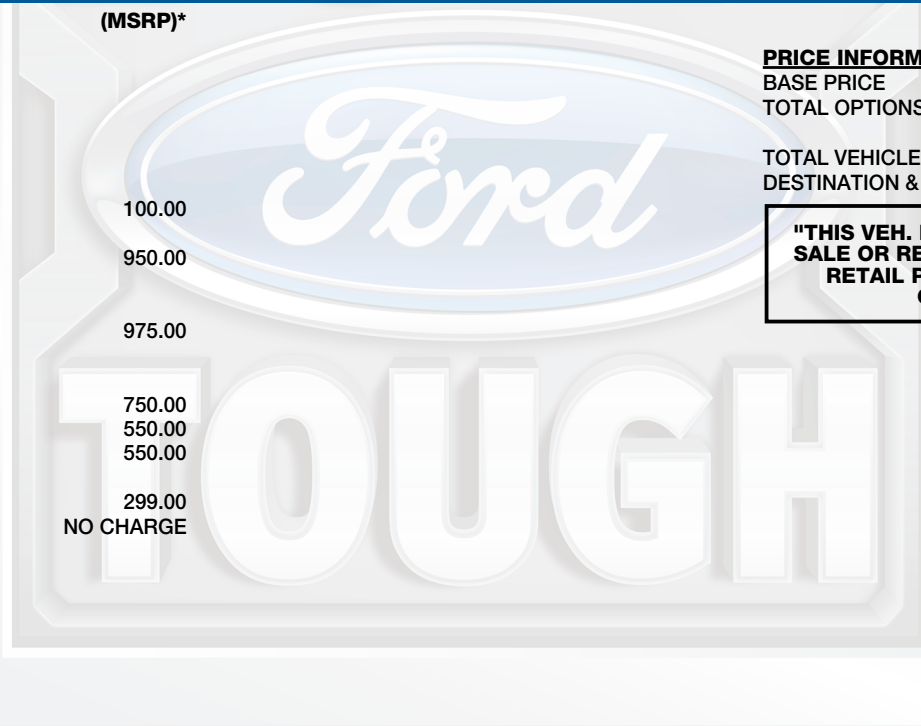 (MSRP)*
100.00
950.00
975.00
750.00
550.00
550.00
299.00
NO CHARGE
PRICE INFORM
BASE PRICE
TOTAL OPTIONS
TOTAL VEHICLE
DESTINATION &
"THIS VEH.
SALE OR RE
RETAIL P
Ford
TOUGH